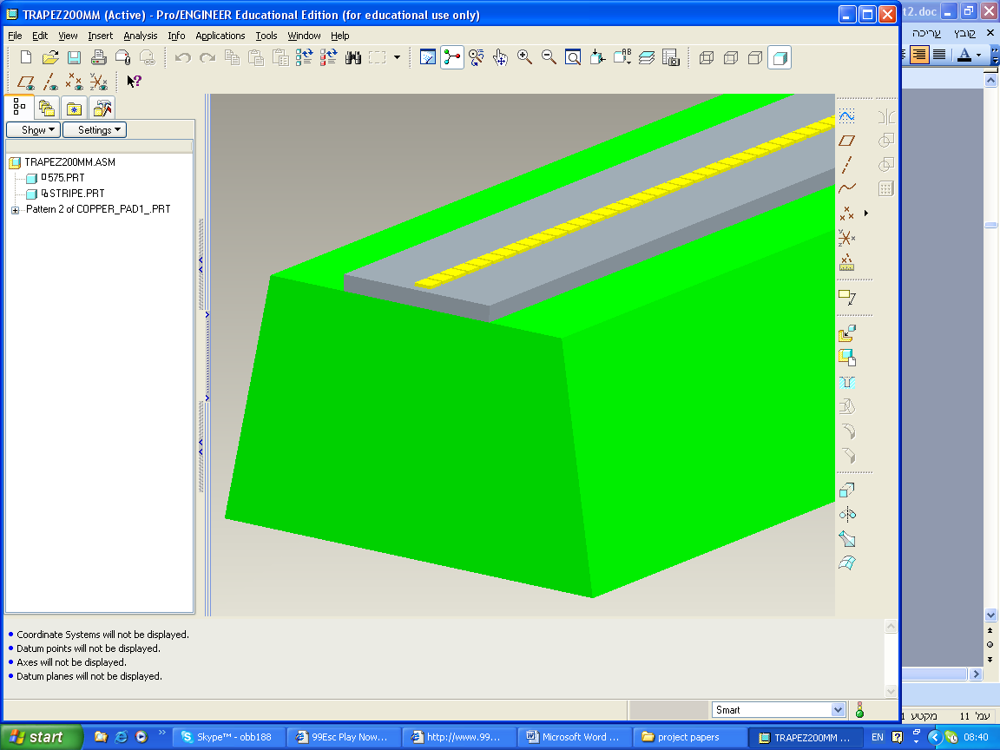 TRAPEZ200MM (Active) - Pro/ENGINEER Educational Edition (for educational use only)
t2.doc
File Edit View Insert Analysis Info Applications Tools Window Help
קובץ עריכה
Show Settings
TRAPEZ200MM.ASM
575.PRT
STRIPE.PRT
Pattern 2 of COPPER_PAD1_.PRT
Coordinate Systems will not be displayed.
Datum points will not be displayed.
Axes will not be displayed.
Datum planes will not be displayed.
Smart
עמ' 11 מקטע 1
start
Skype™ - obb188
99Esc Play Now...
http://www.99...
Microsoft Word ...
project papers
TRAPEZ200MM ...
EN
08:40